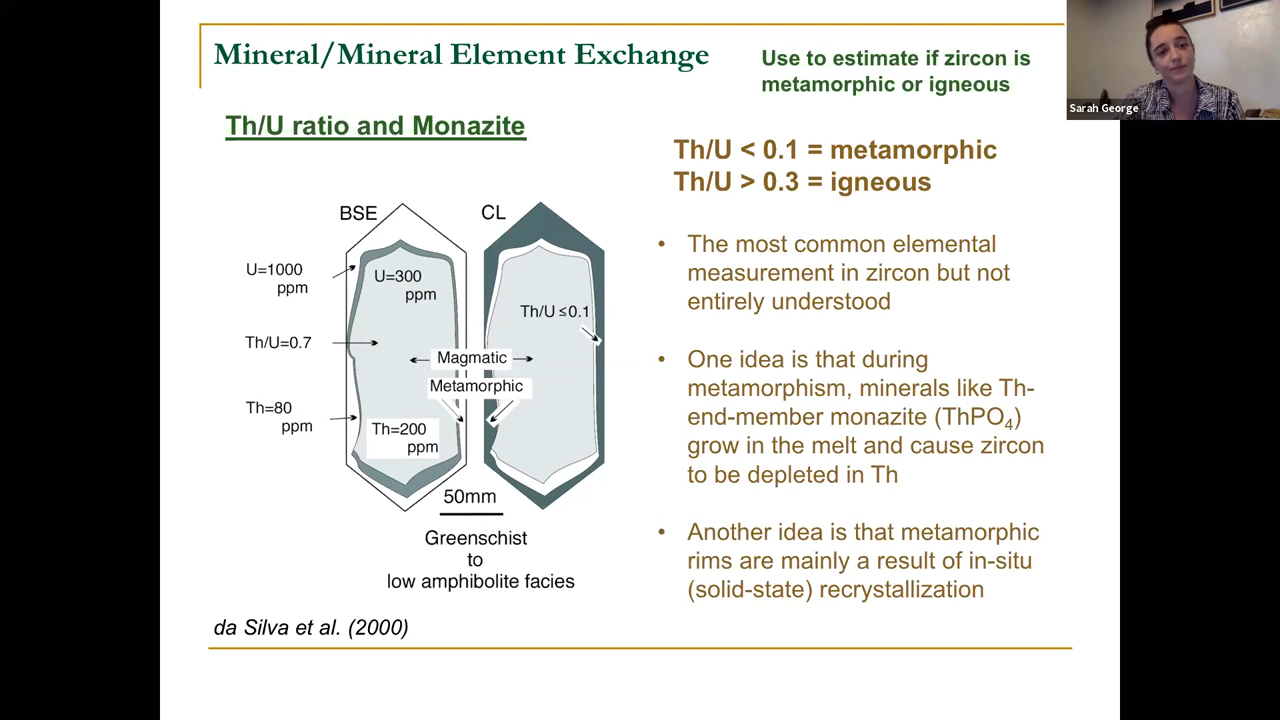 Mineral/Mineral Element Exchange
Use to estimate if zircon is
metamorphic or igneous
Sarah George
Th/U ratio and Monazite
Th/U < 0.1 = metamorphic
Th/U > 0.3 = igneous
BSE
CL
U=1000
ppm
U=300
ppm
Th/U ≤0.1
Th/U=0.7
Magmatic
Metamorphic
Th=80
ppm
Th=200
ppm
50mm
Greenschist
to
low amphibolite facies
• The most common elemental
measurement in zircon but not
entirely understood
• One idea is that during
metamorphism, minerals like Th-
end-member monazite (ThPO₄)
grow in the melt and cause zircon
to be depleted in Th
• Another idea is that metamorphic
rims are mainly a result of in-situ
(solid-state) recrystallization
da Silva et al. (2000)